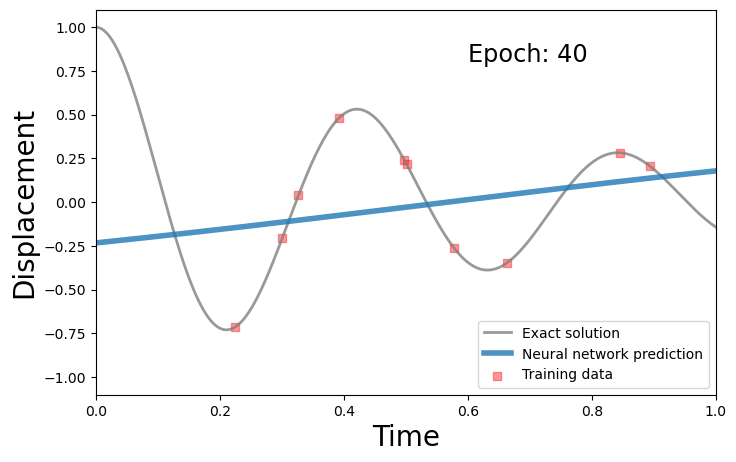 Epoch: 40
1.00
0.75
0.50
0.25
0.00
−0.25
−0.50
−0.75
−1.00
Displacement
0.0
0.2
0.4
0.6
0.8
1.0
Time
Exact solution
Neural network prediction
Training data